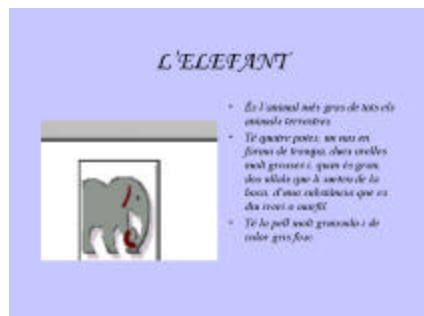 L'ELEFANT
• És l'animal més gros de tots els
animals terrestres
• Té quatre potes, un nas en
forma de trompa, dues orelles
molt grosses i, quan és gran,
dos ullals que li surten de la
boca, d'una substància que es
diu ivori o marfil
• Té la pell molt gruixuda i de
color gris fosc